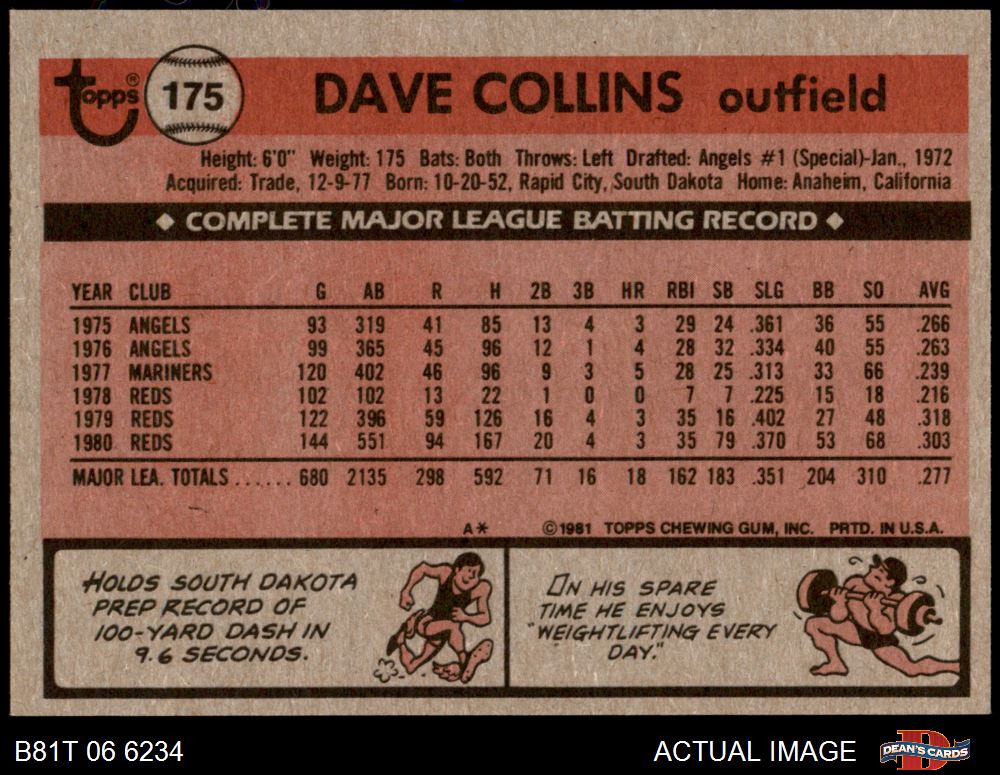 Topps® 175 DAVE COLLINS outfield
Height: 6'0" Weight: 175 Bats: Both Throws: Left Drafted: Angels #1 (Special)-Jan., 1972
Acquired: Trade, 12-9-77 Born: 10-20-52, Rapid City, South Dakota Home: Anaheim, California
◆ COMPLETE MAJOR LEAGUE BATTING RECORD ◆
YEAR CLUB G AB R H 2B 3B HR RBI SB SLG BB SO AVG
1975 ANGELS 93 319 41 85 13 4 3 29 24 .361 36 55 .266
1976 ANGELS 99 365 45 96 12 1 4 28 32 .334 40 55 .263
1977 MARINERS 120 402 46 96 9 3 5 28 25 .313 33 66 .239
1978 REDS 102 102 13 22 1 0 0 7 7 .225 15 18 .216
1979 REDS 122 396 59 126 16 4 3 35 16 .402 27 48 .318
1980 REDS 144 551 94 167 20 4 3 35 79 .370 53 68 .303
MAJOR LEA. TOTALS ...... 680 2135 298 592 71 16 18 162 183 .351 204 310 .277
A* ©1981 TOPPS CHEWING GUM, INC. PRTD. IN U.S.A.
HOLDS SOUTH DAKOTA
PREP RECORD OF
100-YARD DASH IN
9.6 SECONDS.
IN HIS SPARE
TIME HE ENJOYS
"WEIGHTLIFTING EVERY
DAY."
B81T 06 6234 ACTUAL IMAGE DEAN'S CARDS